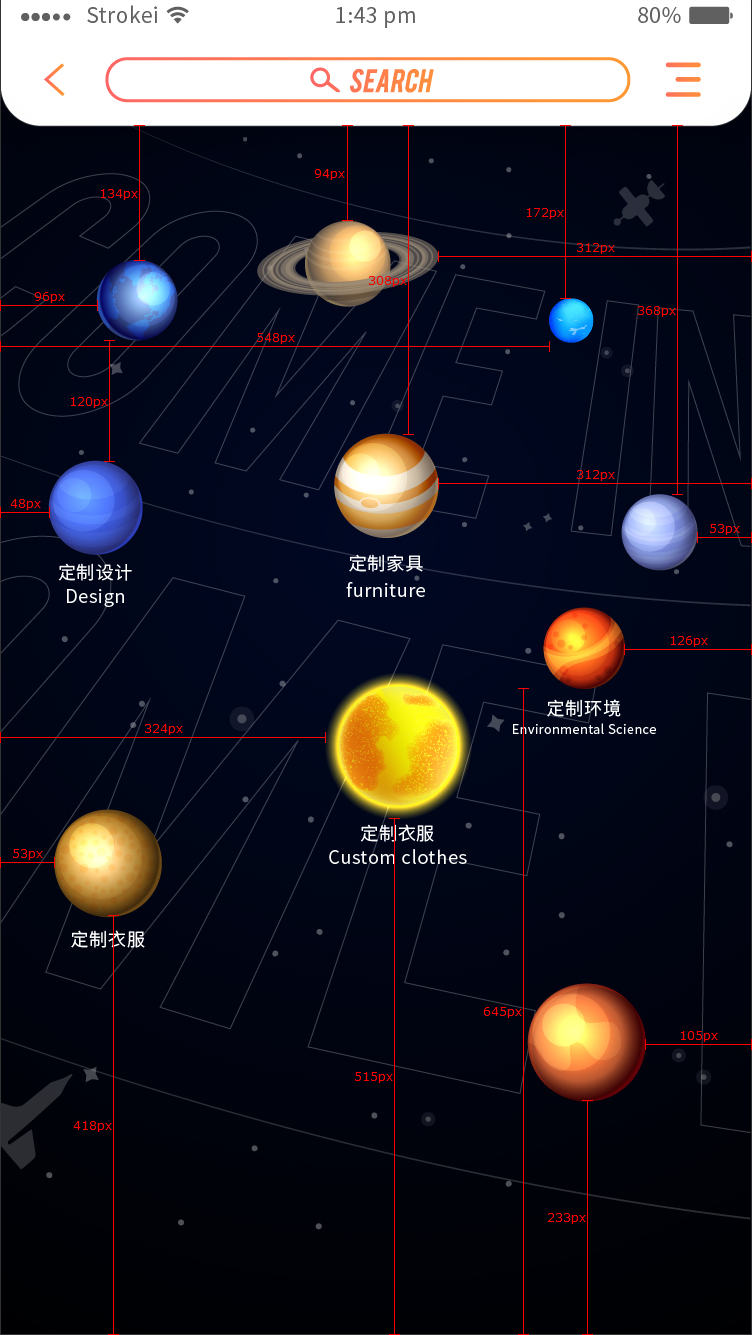 Strokei 1:43 pm 80%
SEARCH
94px
134px
172px
312px
308px
96px
368px
548px
120px
312px
48px
53px
定制家具
furniture
定制设计
Design
126px
定制环境
Environmental Science
324px
定制衣服
Custom clothes
53px
定制衣服
645px
105px
515px
418px
233px